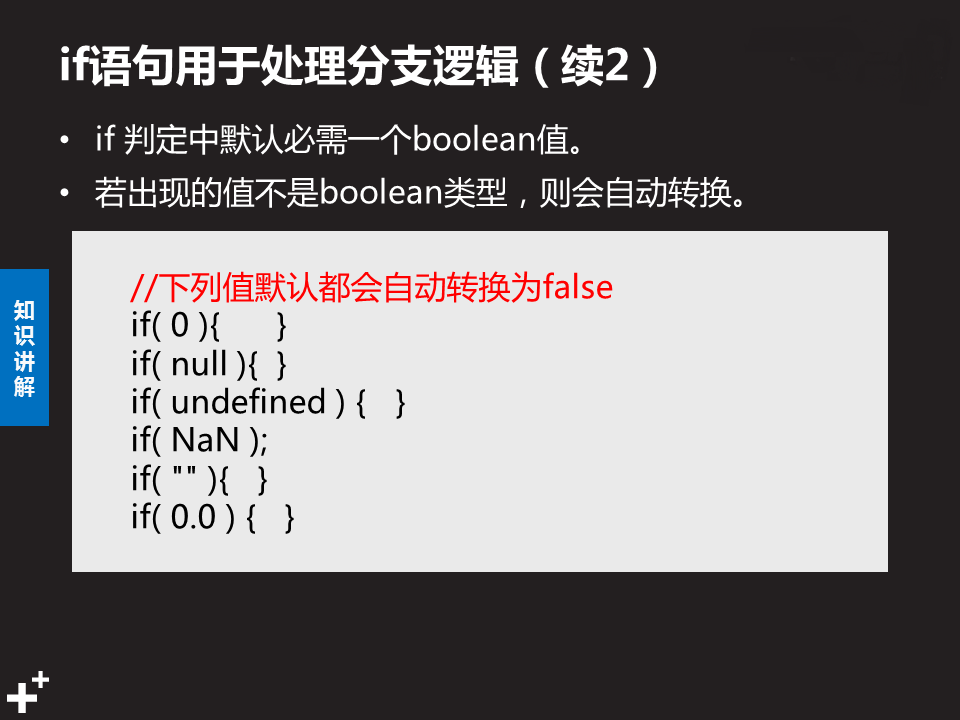 if语句用于处理分支逻辑（续2）
• if 判定中默认必需一个boolean值。
• 若出现的值不是boolean类型，则会自动转换。
知识讲解
//下列值默认都会自动转换为false
if( 0 ){      }
if( null ){  }
if( undefined ) {   }
if( NaN );
if( "" ){   }
if( 0.0 ) {   }